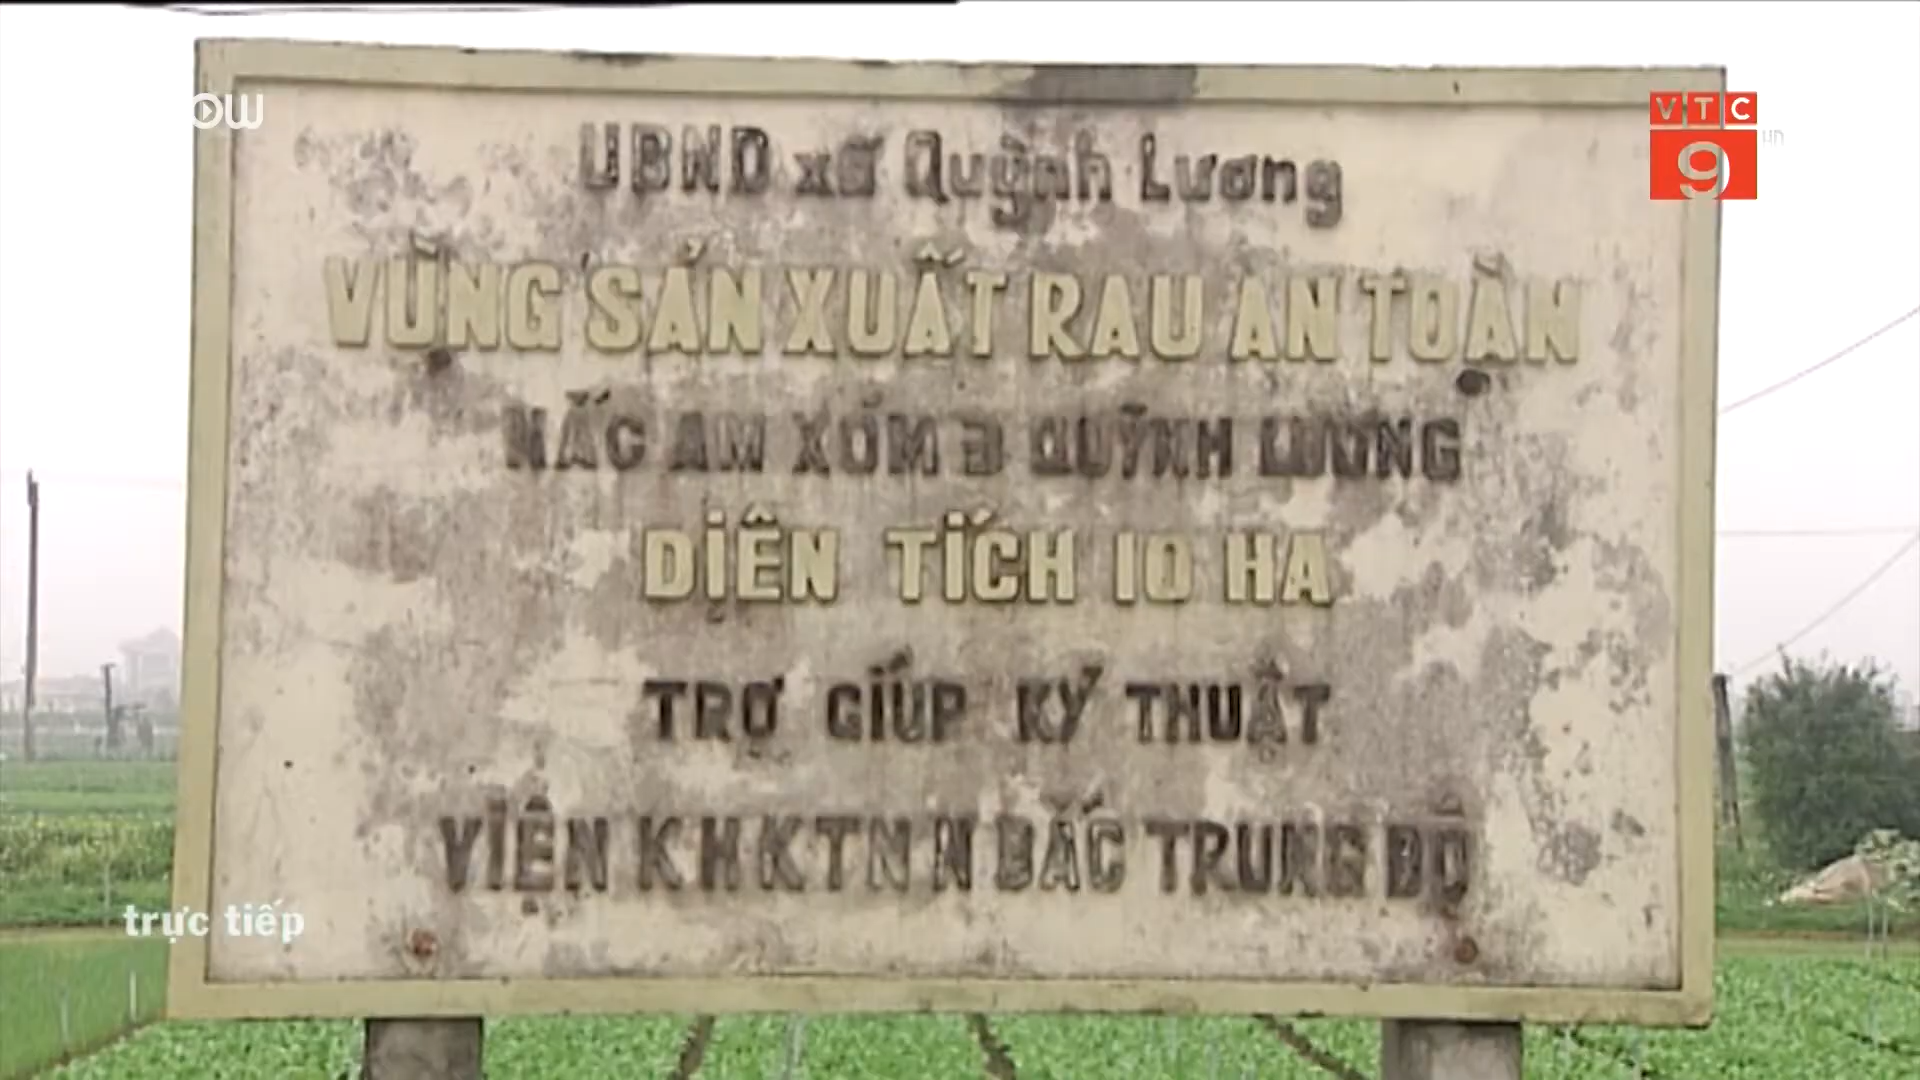 OW
VTC
9
UBND xã Quỳnh Lương
VÙNG SẢN XUẤT RAU AN TOÀN
NẮC AM XÓM 3 QUỲNH LƯƠNG
DIỆN TÍCH 10 HA
TRỢ GIÚP KỸ THUẬT
VIỆN KHKTNN BẮC TRUNG BỘ
trực tiếp